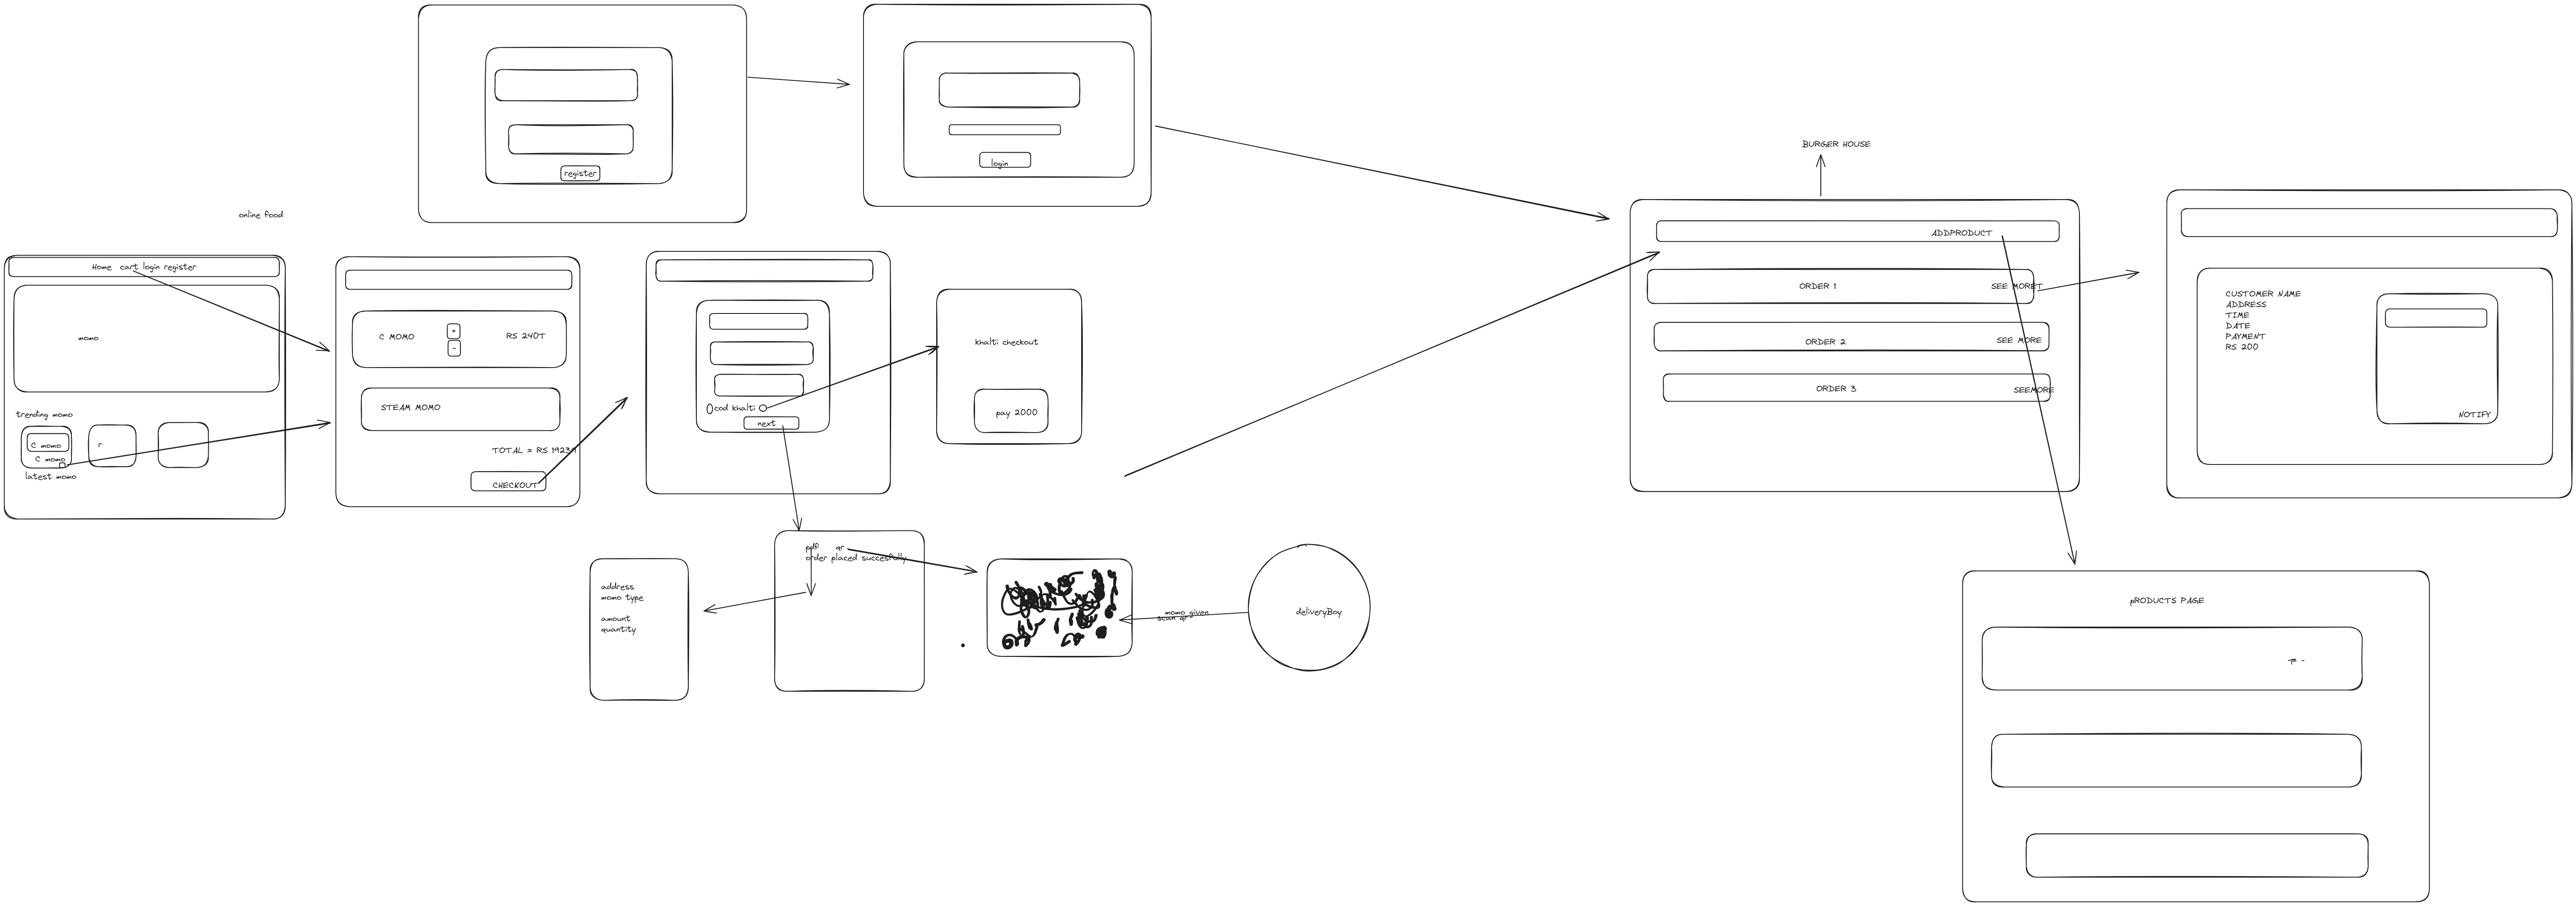 register
login
BURGER HOUSE
online food
Home cart login register
momo
trending momo
C momo
C momo
r
latest momo
C MOMO
+
-
RS 240T
STEAM MOMO
TOTAL = RS 19239
CHECKOUT
cod khalti
next
khalti checkout
pay 2000
ADDPRODUCT
ORDER 1
SEE MORET
ORDER 2
SEE MORE
ORDER 3
SEEMORE
CUSTOMER NAME
ADDRESS
TIME
DATE
PAYMENT
RS 200
NOTIFY
pdf qr
order placed succesfully
address
momo type
amount
quantity
momo given
scan qr
deliveryBoy
pRODUCTS PAGE